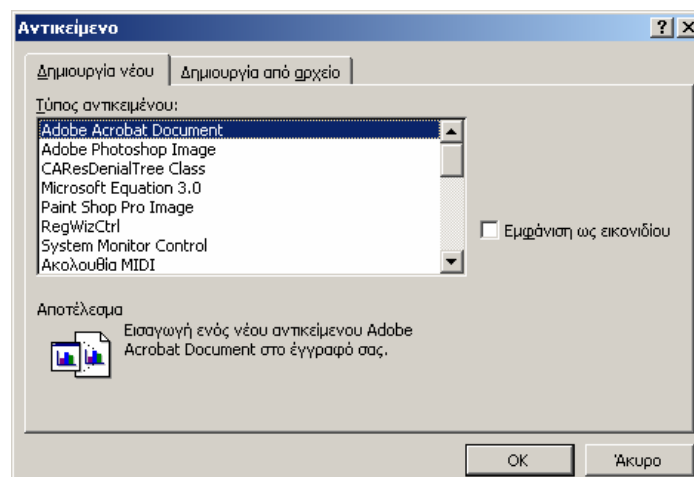 Αντικείμενο
Δημιουργία νέου
Δημιουργία από αρχείο
Τύπος αντικειμένου:
Adobe Acrobat Document
Adobe Photoshop Image
CAResDenialTree Class
Microsoft Equation 3.0
Paint Shop Pro Image
RegWizCtrl
System Monitor Control
Ακολουθία MIDI
Εμφάνιση ως εικονιδίου
Αποτέλεσμα
Εισαγωγή ενός νέου αντικείμενου Adobe
Acrobat Document στο έγγραφό σας.
OK
Άκυρο